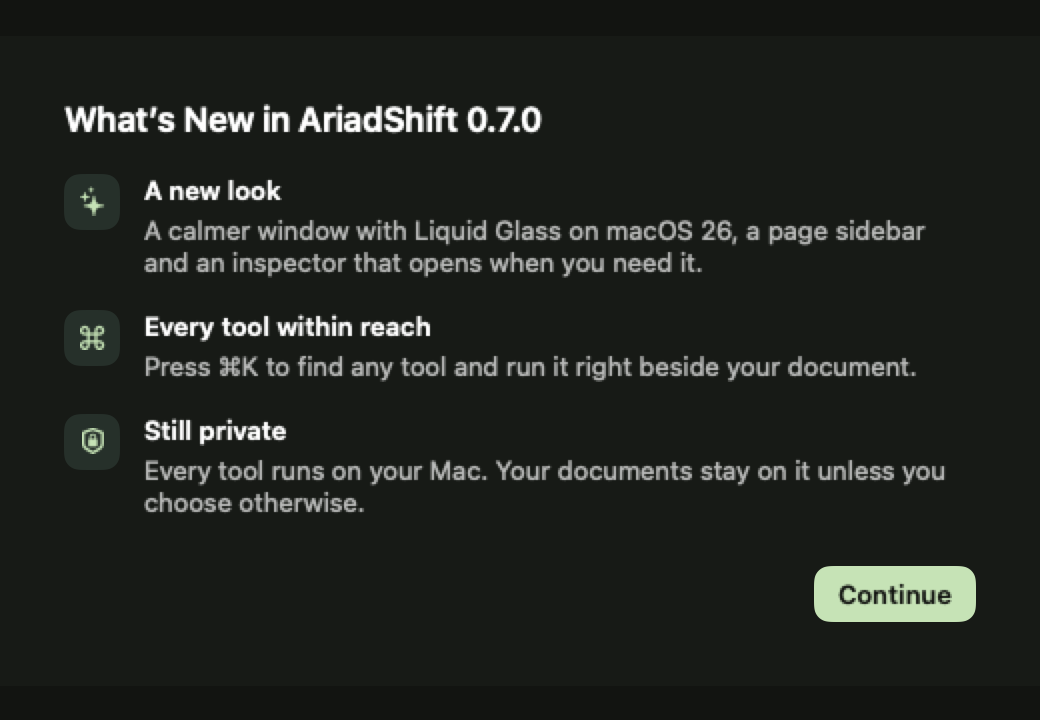 What’s New in AriadShift 0.7.0
A new look
A calmer window with Liquid Glass on macOS 26, a page sidebar
and an inspector that opens when you need it.
Every tool within reach
Press ⌘K to find any tool and run it right beside your document.
Still private
Every tool runs on your Mac. Your documents stay on it unless you
choose otherwise.
Continue